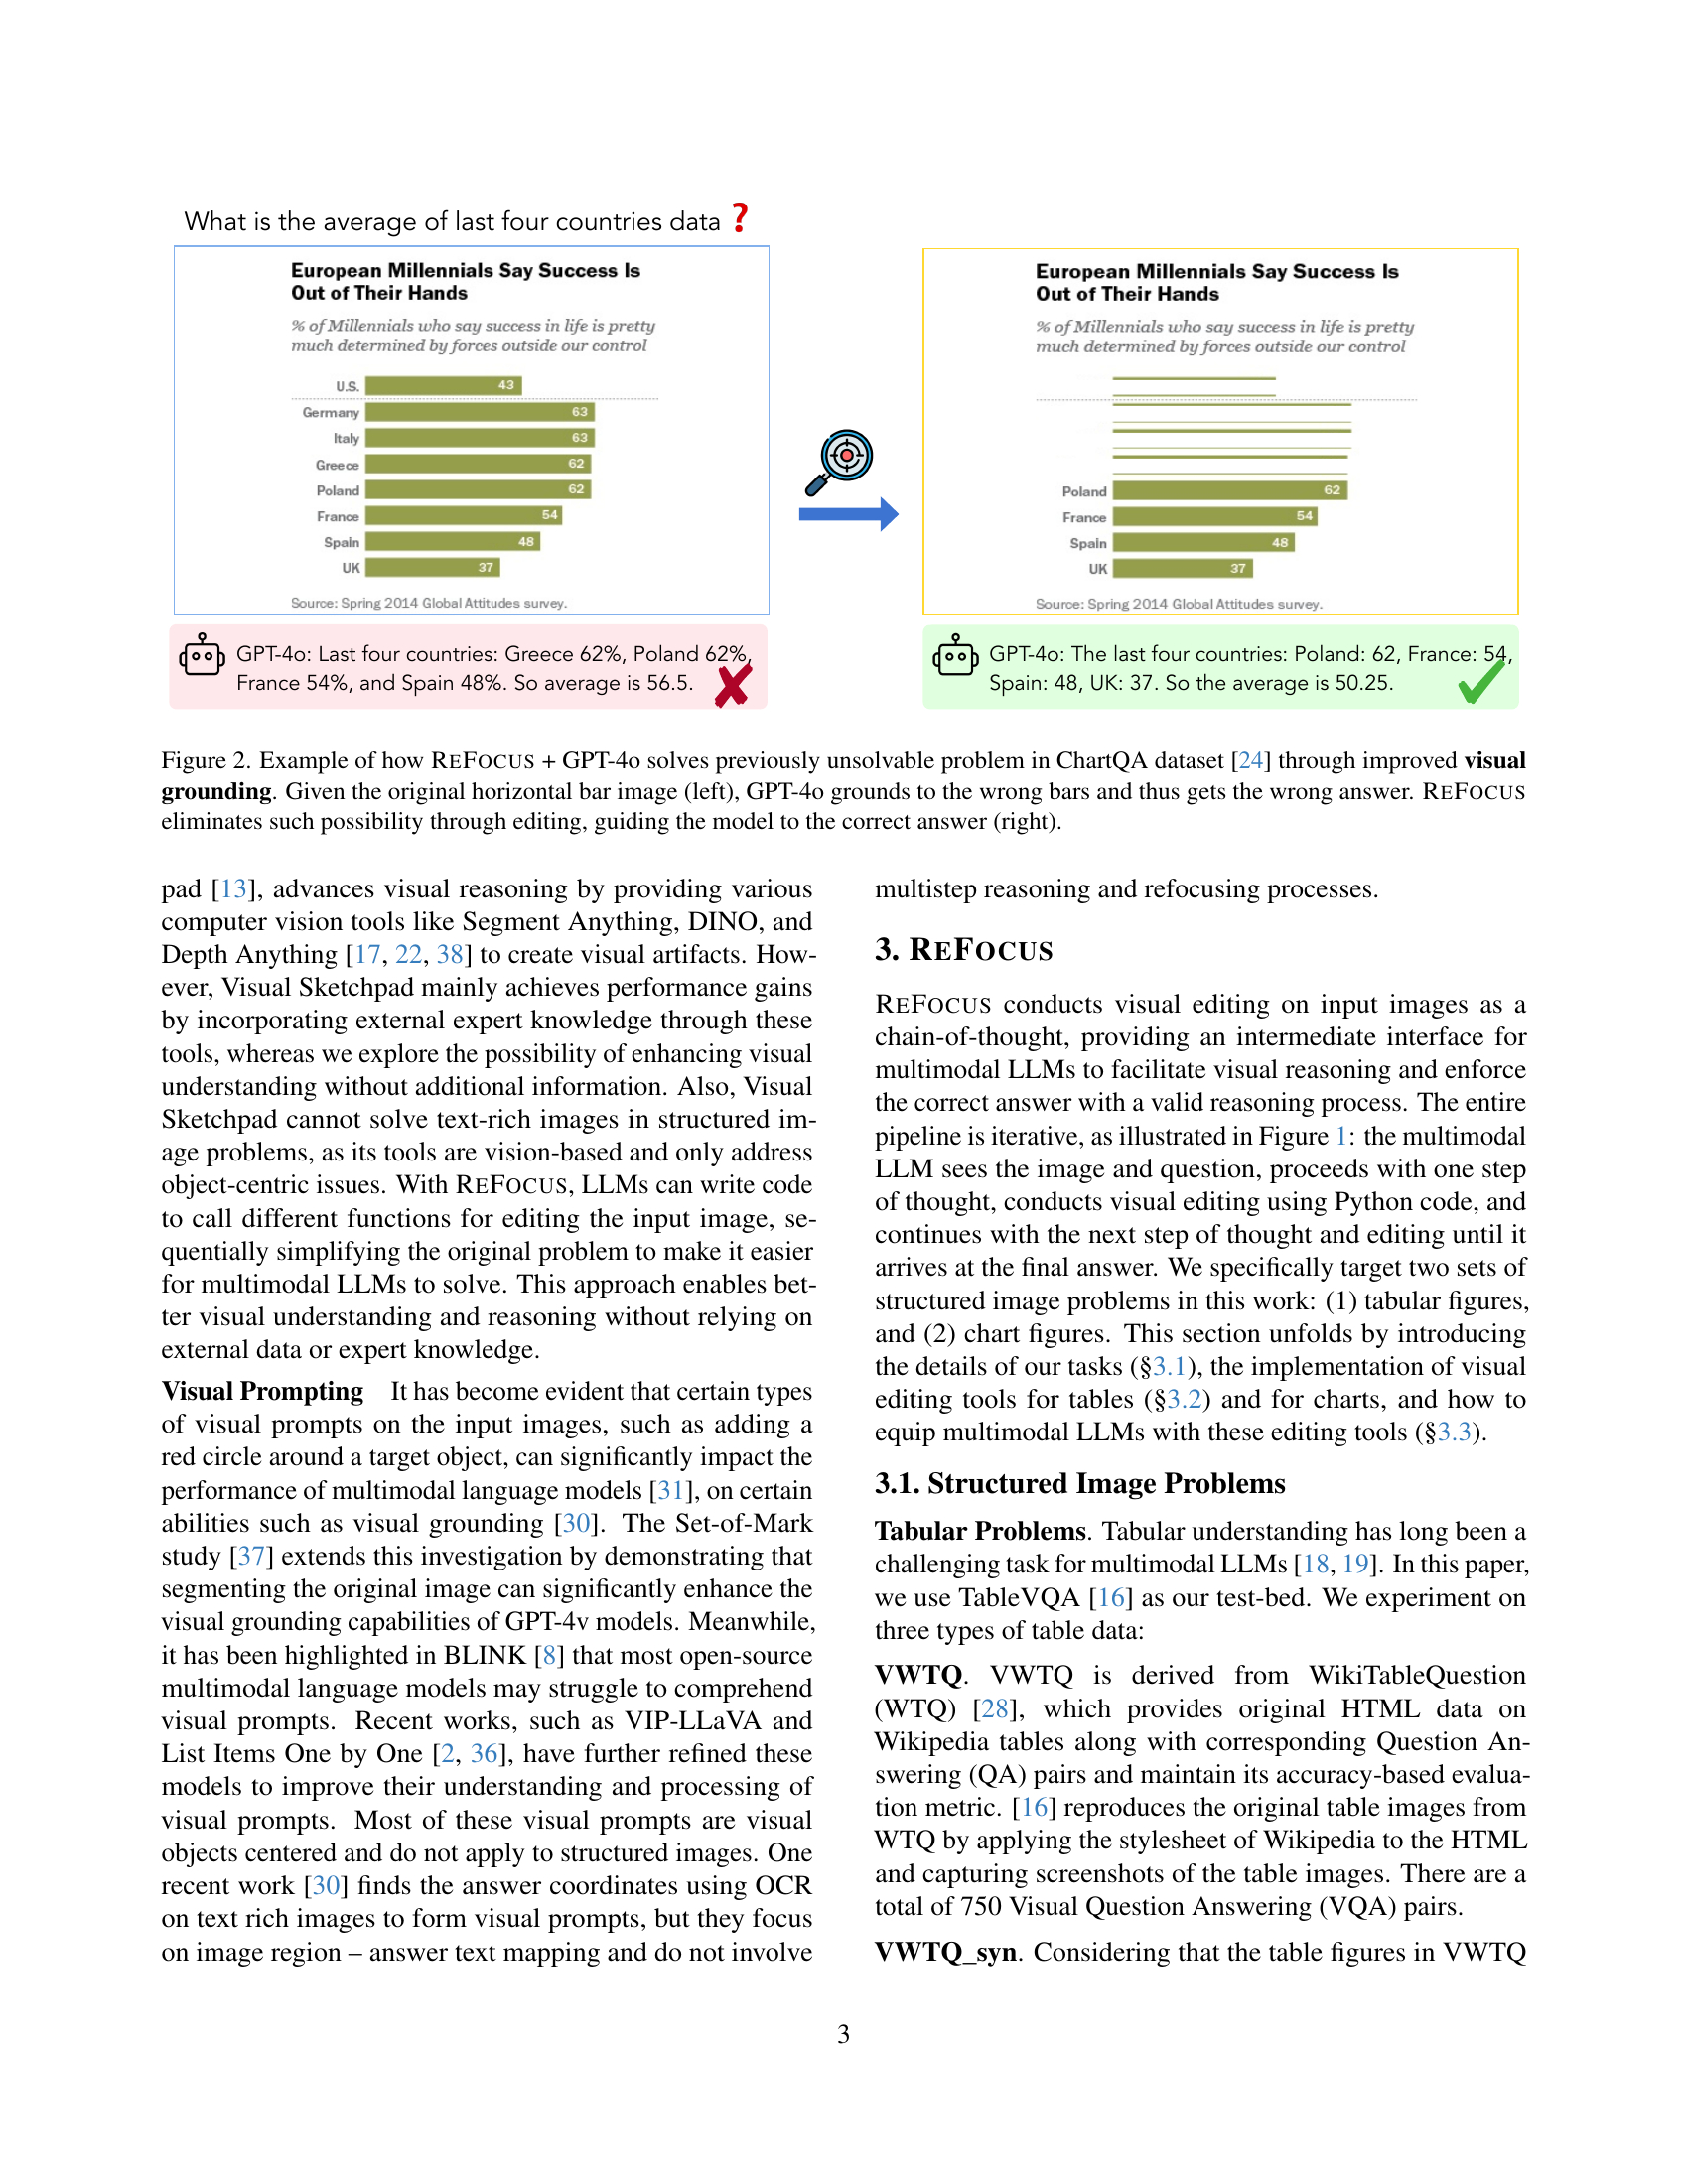 What is the average of last four countries data ?
European Millennials Say Success Is
Out of Their Hands
% of Millennials who say success in life is pretty
much determined by forces outside our control
U.S. 43
Germany 63
Italy 63
Greece 62
Poland 62
France 54
Spain 48
UK 37
Source: Spring 2014 Global Attitudes survey.
GPT-4o: Last four countries: Greece 62%, Poland 62%,
France 54%, and Spain 48%. So average is 56.5.
European Millennials Say Success Is
Out of Their Hands
% of Millennials who say success in life is pretty
much determined by forces outside our control
Poland 62
France 54
Spain 48
UK 37
Source: Spring 2014 Global Attitudes survey.
GPT-4o: The last four countries: Poland: 62, France: 54,
Spain: 48, UK: 37. So the average is 50.25.
Figure 2. Example of how REFOCUS + GPT-4o solves previously unsolvable problem in ChartQA dataset [24] through improved visual
grounding. Given the original horizontal bar image (left), GPT-4o grounds to the wrong bars and thus gets the wrong answer. REFOCUS
eliminates such possibility through editing, guiding the model to the correct answer (right).
pad [13], advances visual reasoning by providing various
computer vision tools like Segment Anything, DINO, and
Depth Anything [17, 22, 38] to create visual artifacts. How-
ever, Visual Sketchpad mainly achieves performance gains
by incorporating external expert knowledge through these
tools, whereas we explore the possibility of enhancing visual
understanding without additional information. Also, Visual
Sketchpad cannot solve text-rich images in structured im-
age problems, as its tools are vision-based and only address
object-centric issues. With REFOCUS, LLMs can write code
to call different functions for editing the input image, se-
quentially simplifying the original problem to make it easier
for multimodal LLMs to solve. This approach enables bet-
ter visual understanding and reasoning without relying on
external data or expert knowledge.
Visual Prompting It has become evident that certain types
of visual prompts on the input images, such as adding a
red circle around a target object, can significantly impact the
performance of multimodal language models [31], on certain
abilities such as visual grounding [30]. The Set-of-Mark
study [37] extends this investigation by demonstrating that
segmenting the original image can significantly enhance the
visual grounding capabilities of GPT-4v models. Meanwhile,
it has been highlighted in BLINK [8] that most open-source
multimodal language models may struggle to comprehend
visual prompts. Recent works, such as VIP-LLaVA and
List Items One by One [2, 36], have further refined these
models to improve their understanding and processing of
visual prompts. Most of these visual prompts are visual
objects centered and do not apply to structured images. One
recent work [30] finds the answer coordinates using OCR
on text rich images to form visual prompts, but they focus
on image region – answer text mapping and do not involve
multistep reasoning and refocusing processes.
3. REFOCUS
REFOCUS conducts visual editing on input images as a
chain-of-thought, providing an intermediate interface for
multimodal LLMs to facilitate visual reasoning and enforce
the correct answer with a valid reasoning process. The entire
pipeline is iterative, as illustrated in Figure 1: the multimodal
LLM sees the image and question, proceeds with one step
of thought, conducts visual editing using Python code, and
continues with the next step of thought and editing until it
arrives at the final answer. We specifically target two sets of
structured image problems in this work: (1) tabular figures,
and (2) chart figures. This section unfolds by introducing
the details of our tasks (§3.1), the implementation of visual
editing tools for tables (§3.2) and for charts, and how to
equip multimodal LLMs with these editing tools (§3.3).
3.1. Structured Image Problems
Tabular Problems. Tabular understanding has long been a
challenging task for multimodal LLMs [18, 19]. In this paper,
we use TableVQA [16] as our test-bed. We experiment on
three types of table data:
VWTQ. VWTQ is derived from WikiTableQuestion
(WTQ) [28], which provides original HTML data on
Wikipedia tables along with corresponding Question An-
swering (QA) pairs and maintain its accuracy-based evalua-
tion metric. [16] reproduces the original table images from
WTQ by applying the stylesheet of Wikipedia to the HTML
and capturing screenshots of the table images. There are a
total of 750 Visual Question Answering (VQA) pairs.
VWTQ_syn. Considering that the table figures in VWTQ
3